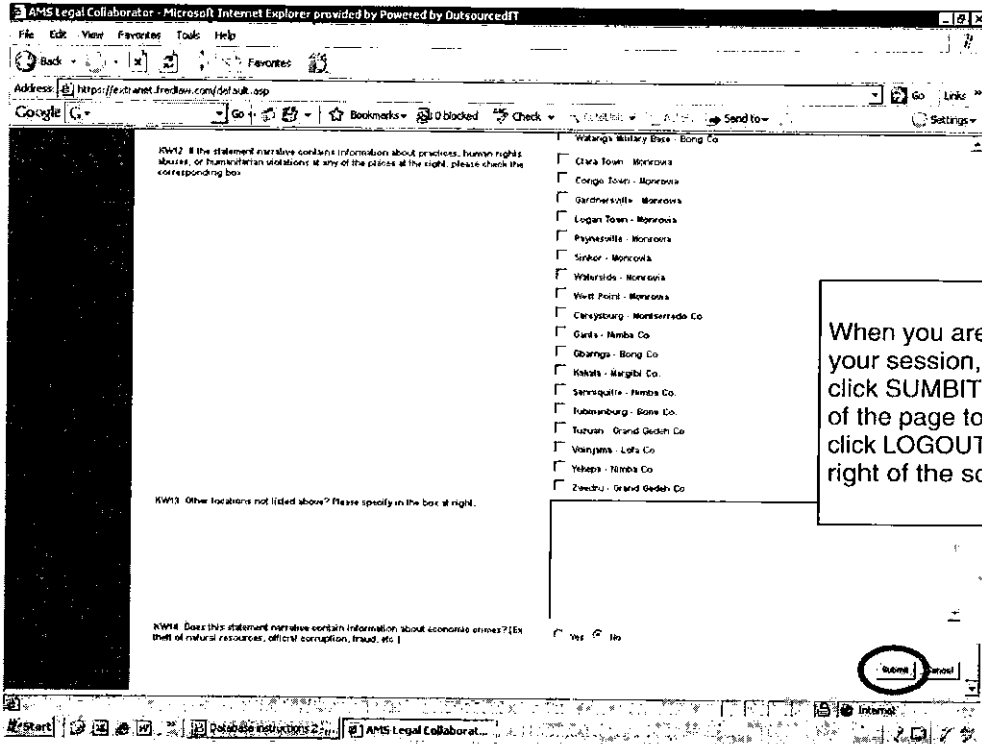 AMS Legal Collaborator - Microsoft Internet Explorer provided by Powered by OutsourcedIT
File Edit View Favorites Tools Help
Back Favorites
Address https://extranet.fredlaw.com/default.asp Go Links »
Google G Go Bookmarks 0 blocked Check Send to Settings
Watanga Military Base - Bong Co
KW12 If the statement narrative contains information about practices, human rights
abuses, or humanitarian violations at any of the places at the right, please check the
corresponding box
Clara Town - Monrovia
Congo Town - Monrovia
Gardnersville - Monrovia
Logan Town - Monrovia
Paynesville - Monrovia
Sinkor - Monrovia
Waterside - Monrovia
West Point - Monrovia
Careysburg - Montserrado Co
Ganta - Nimba Co
Gbarnga - Bong Co
Kakata - Margibi Co.
Sanniquille - Nimba Co.
Tubmanburg - Bomi Co.
Tuzuan - Grand Gedeh Co
Voinjama - Lofa Co
Yekepa - Nimba Co
Zwedru - Grand Gedeh Co
KW13 Other locations not listed above? Please specify in the box at right.
When you are
your session,
click SUMBIT
of the page to
click LOGOUT
right of the sc
KW14 Does this statement narrative contain information about economic crimes? [Ex
theft of natural resources, official corruption, fraud, etc ]
Yes No
Submit Cancel
Internet
Start Database instructions 2 AMS Legal Collaborat...